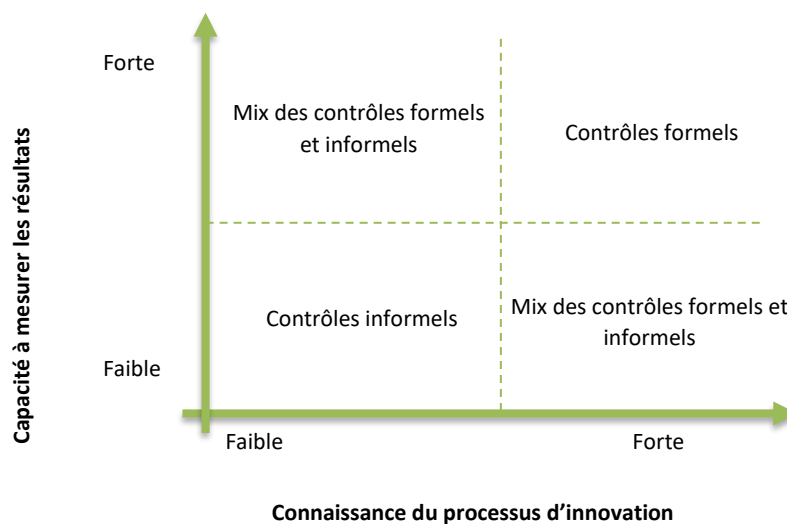 Forte
Mix des contrôles formels
et informels
Contrôles formels
Capacité à mesurer les résultats
Contrôles informels
Mix des contrôles formels et
informels
Faible
Faible
Forte
Connaissance du processus d’innovation